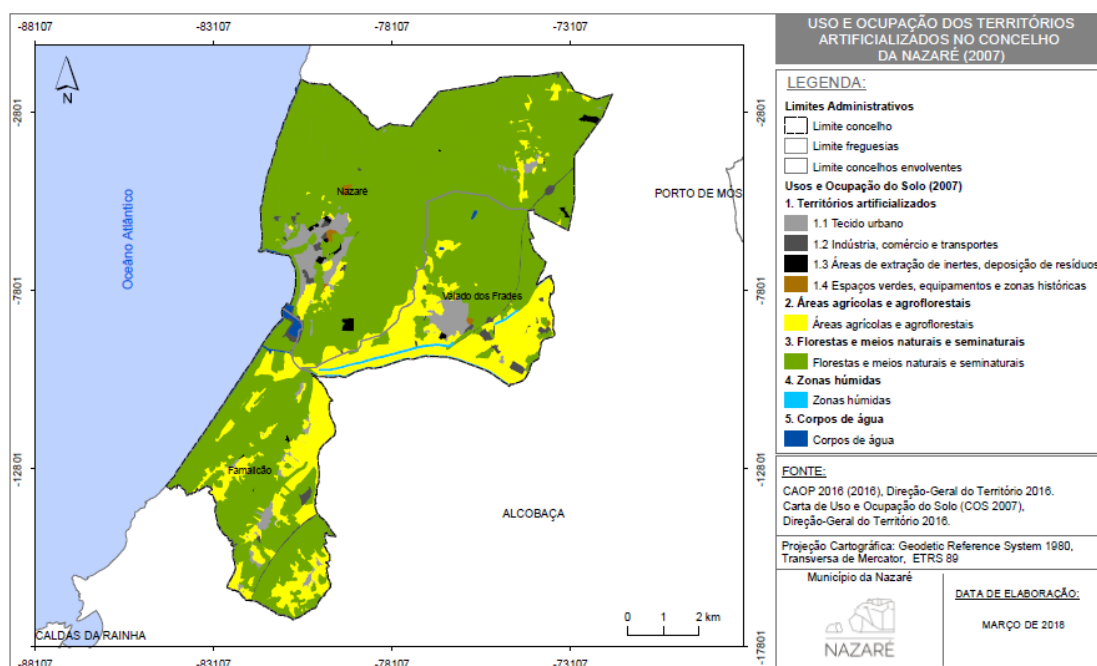 -88107
-83107
-78107
-73107
USO E OCUPAÇÃO DOS TERRITÓRIOS
ARTIFICIALIZADOS NO CONCELHO
DA NAZARÉ (2007)
LEGENDA:
Limites Administrativos
Limite concelho
Limite freguesias
Limite concelhos envolventes
Usos e Ocupação do Solo (2007)
1. Territórios artificializados
1.1 Tecido urbano
1.2 Indústria, comércio e transportes
1.3 Áreas de extração de inertes, deposição de resíduos
1.4 Espaços verdes, equipamentos e zonas históricas
2. Áreas agrícolas e agroflorestais
Áreas agrícolas e agroflorestais
3. Florestas e meios naturais e seminaturais
Florestas e meios naturais e seminaturais
4. Zonas húmidas
Zonas húmidas
5. Corpos de água
Corpos de água
FONTE:
CAOP 2016 (2016), Direção-Geral do Território 2016.
Carta de Uso e Ocupação do Solo (COS 2007),
Direção-Geral do Território 2016.
Projeção Cartográfica: Geodetic Reference System 1980,
Transversa de Mercator, ETRS 89
Município da Nazaré
NAZARÉ
DATA DE ELABORAÇÃO:
MARÇO DE 2018
N
-2801
-2801
Oceâno Atlântico
Nazaré
PORTO DE MÓS
-7801
-7801
Valado dos Frades
-12801
-12801
Famalicão
ALCOBAÇA
0 1 2 km
CALDAS DA RAINHA
-17801
-88107
-83107
-78107
-73107